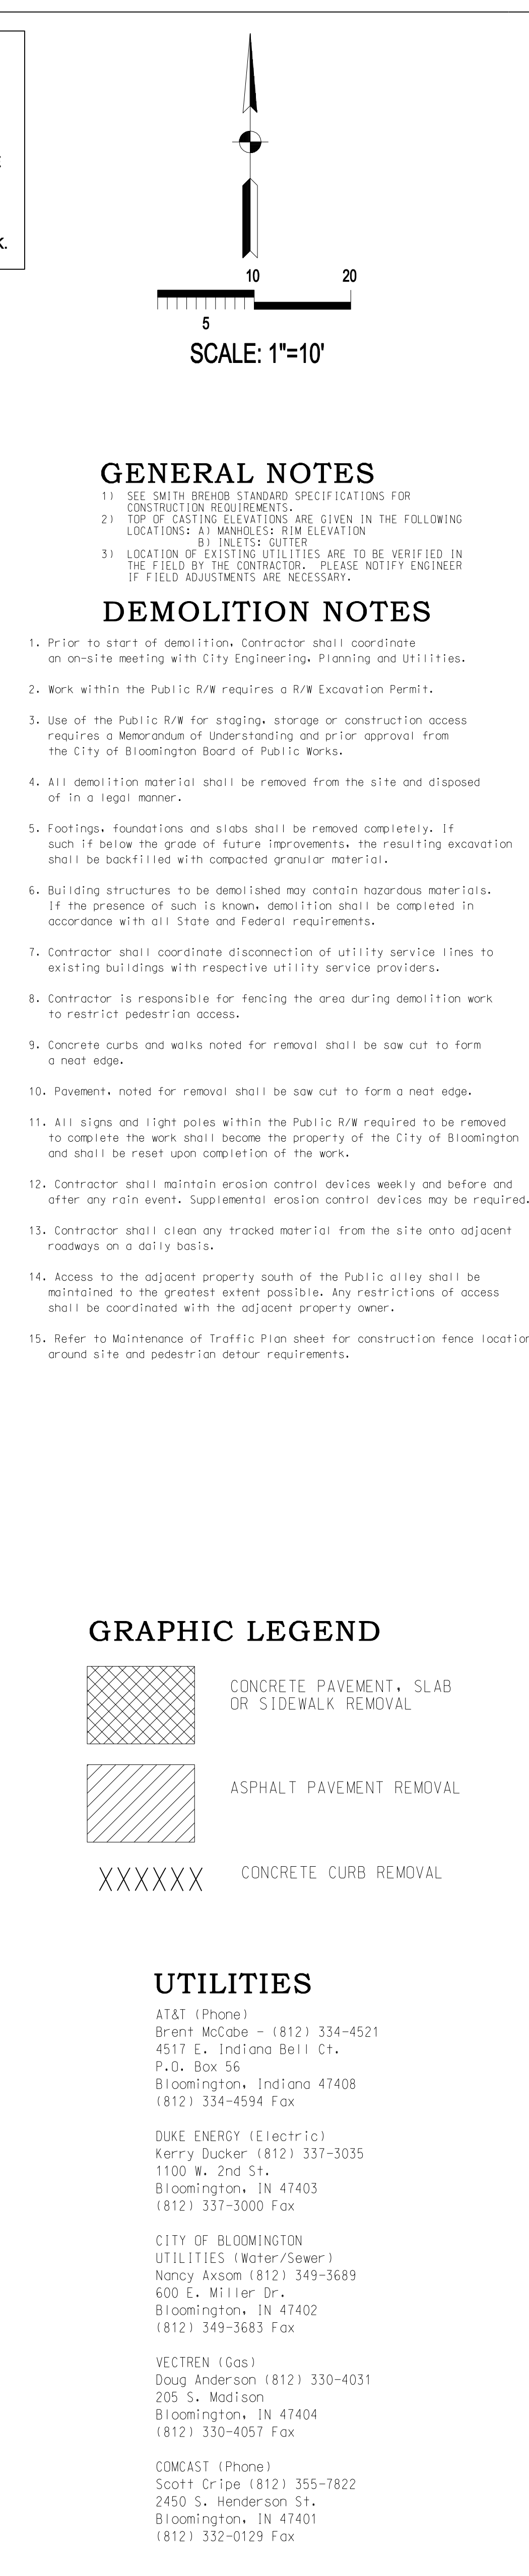 K.
10 20
5
SCALE: 1"=10'
GENERAL NOTES
1) SEE SMITH BREHOB STANDARD SPECIFICATIONS FOR
CONSTRUCTION REQUIREMENTS.
2) TOP OF CASTING ELEVATIONS ARE GIVEN IN THE FOLLOWING
LOCATIONS: A) MANHOLES: RIM ELEVATION
B) INLETS: GUTTER
3) LOCATION OF EXISTING UTILITIES ARE TO BE VERIFIED IN
THE FIELD BY THE CONTRACTOR. PLEASE NOTIFY ENGINEER
IF FIELD ADJUSTMENTS ARE NECESSARY.
DEMOLITION NOTES
1. Prior to start of demolition, Contractor shall coordinate
an on-site meeting with City Engineering, Planning and Utilities.
2. Work within the Public R/W requires a R/W Excavation Permit.
3. Use of the Public R/W for staging, storage or construction access
requires a Memorandum of Understanding and prior approval from
the City of Bloomington Board of Public Works.
4. All demolition material shall be removed from the site and disposed
of in a legal manner.
5. Footings, foundations and slabs shall be removed completely. If
such if below the grade of future improvements, the resulting excavation
shall be backfilled with compacted granular material.
6. Building structures to be demolished may contain hazardous materials.
If the presence of such is known, demolition shall be completed in
accordance with all State and Federal requirements.
7. Contractor shall coordinate disconnection of utility service lines to
existing buildings with respective utility service providers.
8. Contractor is responsible for fencing the area during demolition work
to restrict pedestrian access.
9. Concrete curbs and walks noted for removal shall be saw cut to form
a neat edge.
10. Pavement, noted for removal shall be saw cut to form a neat edge.
11. All signs and light poles within the Public R/W required to be removed
to complete the work shall become the property of the City of Bloomington
and shall be reset upon completion of the work.
12. Contractor shall maintain erosion control devices weekly and before and
after any rain event. Supplemental erosion control devices may be required.
13. Contractor shall clean any tracked material from the site onto adjacent
roadways on a daily basis.
14. Access to the adjacent property south of the Public alley shall be
maintained to the greatest extent possible. Any restrictions of access
shall be coordinated with the adjacent property owner.
15. Refer to Maintenance of Traffic Plan sheet for construction fence location
around site and pedestrian detour requirements.
GRAPHIC LEGEND
CONCRETE PAVEMENT, SLAB
OR SIDEWALK REMOVAL
ASPHALT PAVEMENT REMOVAL
XXXXXX CONCRETE CURB REMOVAL
UTILITIES
AT&T (Phone)
Brent McCabe - (812) 334-4521
4517 E. Indiana Bell Ct.
P.O. Box 56
Bloomington, Indiana 47408
(812) 334-4594 Fax
DUKE ENERGY (Electric)
Kerry Ducker (812) 337-3035
1100 W. 2nd St.
Bloomington, IN 47403
(812) 337-3000 Fax
CITY OF BLOOMINGTON
UTILITIES (Water/Sewer)
Nancy Axsom (812) 349-3689
600 E. Miller Dr.
Bloomington, IN 47402
(812) 349-3683 Fax
VECTREN (Gas)
Doug Anderson (812) 330-4031
205 S. Madison
Bloomington, IN 47404
(812) 330-4057 Fax
COMCAST (Phone)
Scott Cripe (812) 355-7822
2450 S. Henderson St.
Bloomington, IN 47401
(812) 332-0129 Fax